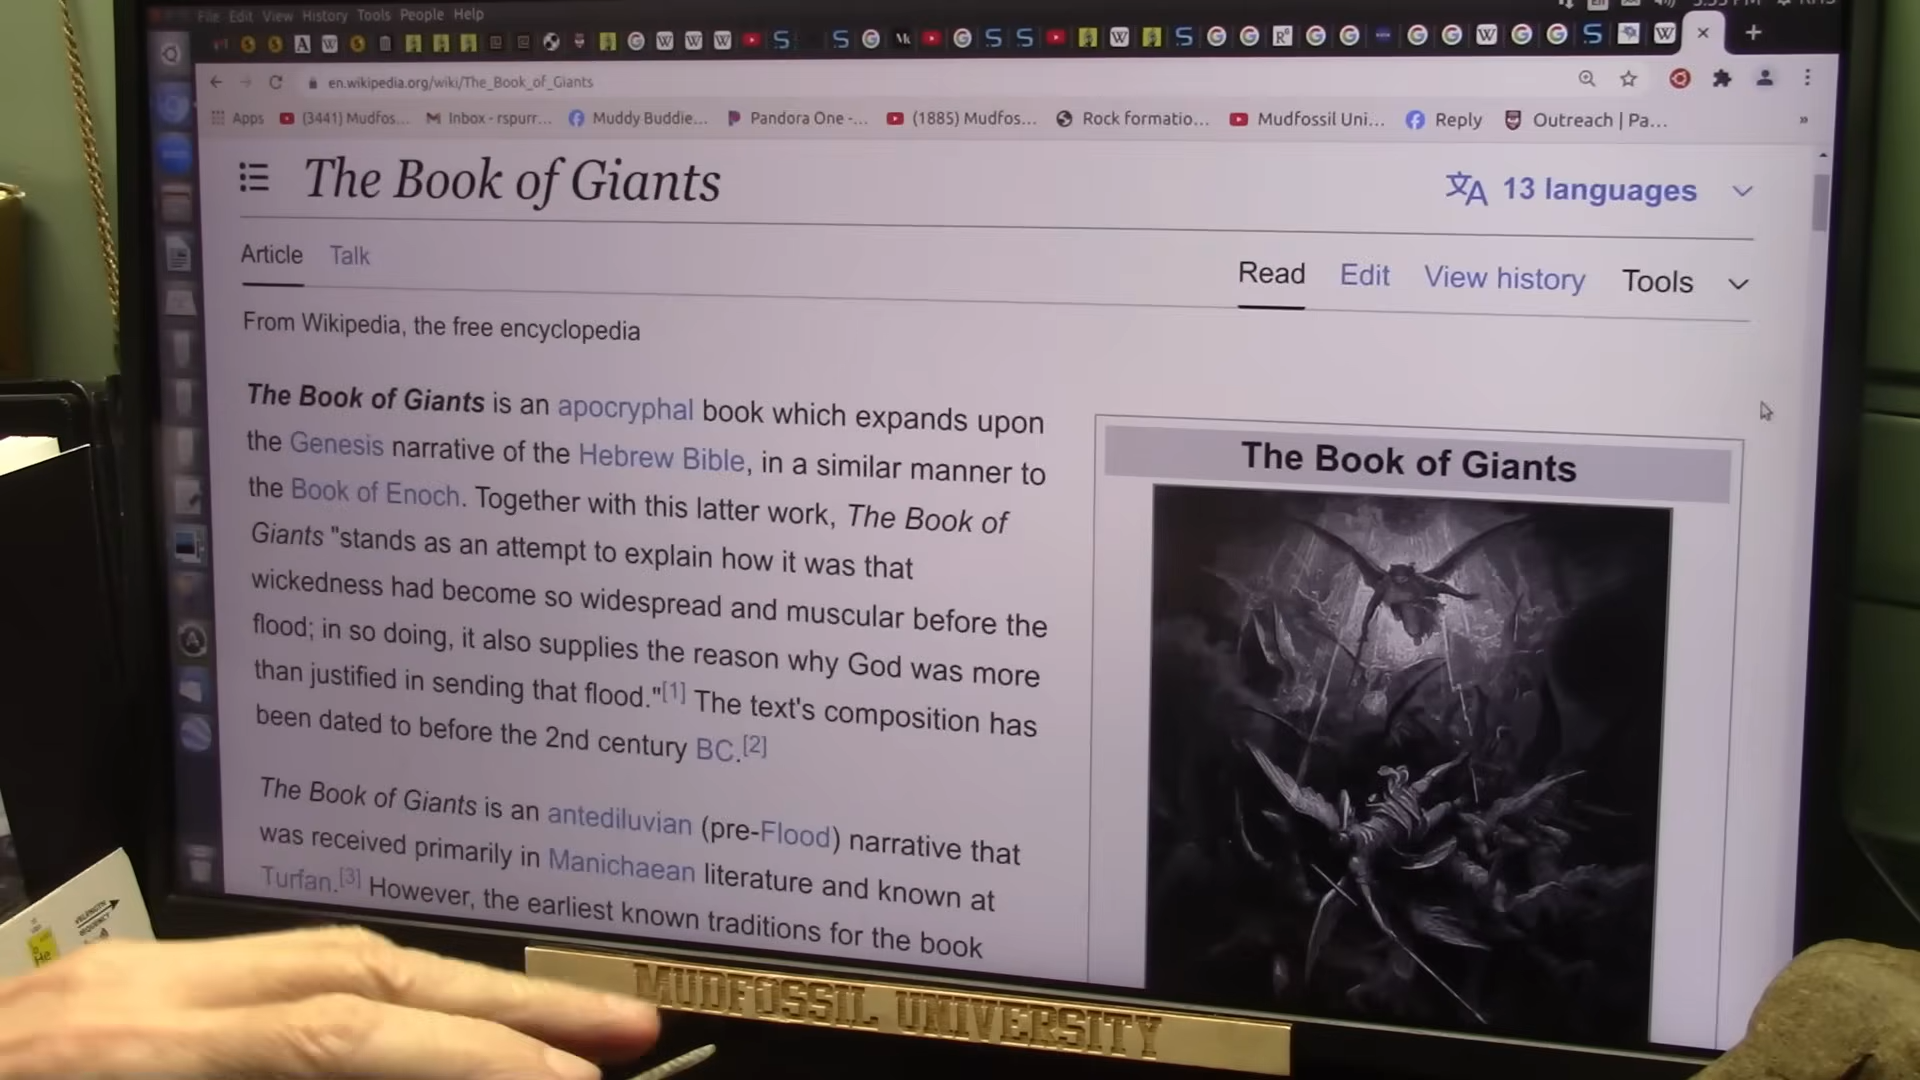 File Edit View History Tools People Help
en.wikipedia.org/wiki/The_Book_of_Giants
Apps (3441) Mudfos... Inbox - rspurr... Muddy Buddie... Pandora One -... (1885) Mudfos... Rock formatio... Mudfossil Uni... Reply Outreach | Pa... »
The Book of Giants
13 languages
Article Talk
Read Edit View history Tools
From Wikipedia, the free encyclopedia
The Book of Giants is an apocryphal book which expands upon
the Genesis narrative of the Hebrew Bible, in a similar manner to
the Book of Enoch. Together with this latter work, The Book of
Giants "stands as an attempt to explain how it was that
wickedness had become so widespread and muscular before the
flood; in so doing, it also supplies the reason why God was more
than justified in sending that flood."[1] The text's composition has
been dated to before the 2nd century BC.[2]
The Book of Giants is an antediluvian (pre-Flood) narrative that
was received primarily in Manichaean literature and known at
Turfan.[3] However, the earliest known traditions for the book
The Book of Giants
He
MUDFOSSIL UNIVERSITY